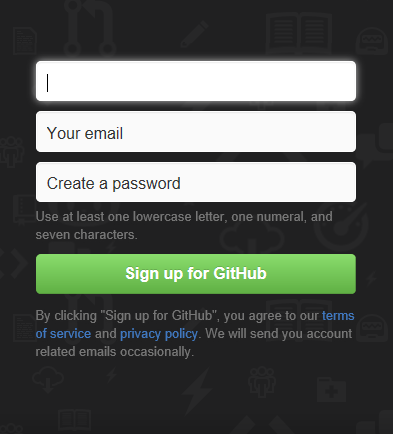 Your email
Create a password
Use at least one lowercase letter, one numeral, and
seven characters.
Sign up for GitHub
By clicking "Sign up for GitHub", you agree to our terms
of service and privacy policy. We will send you account
related emails occasionally.